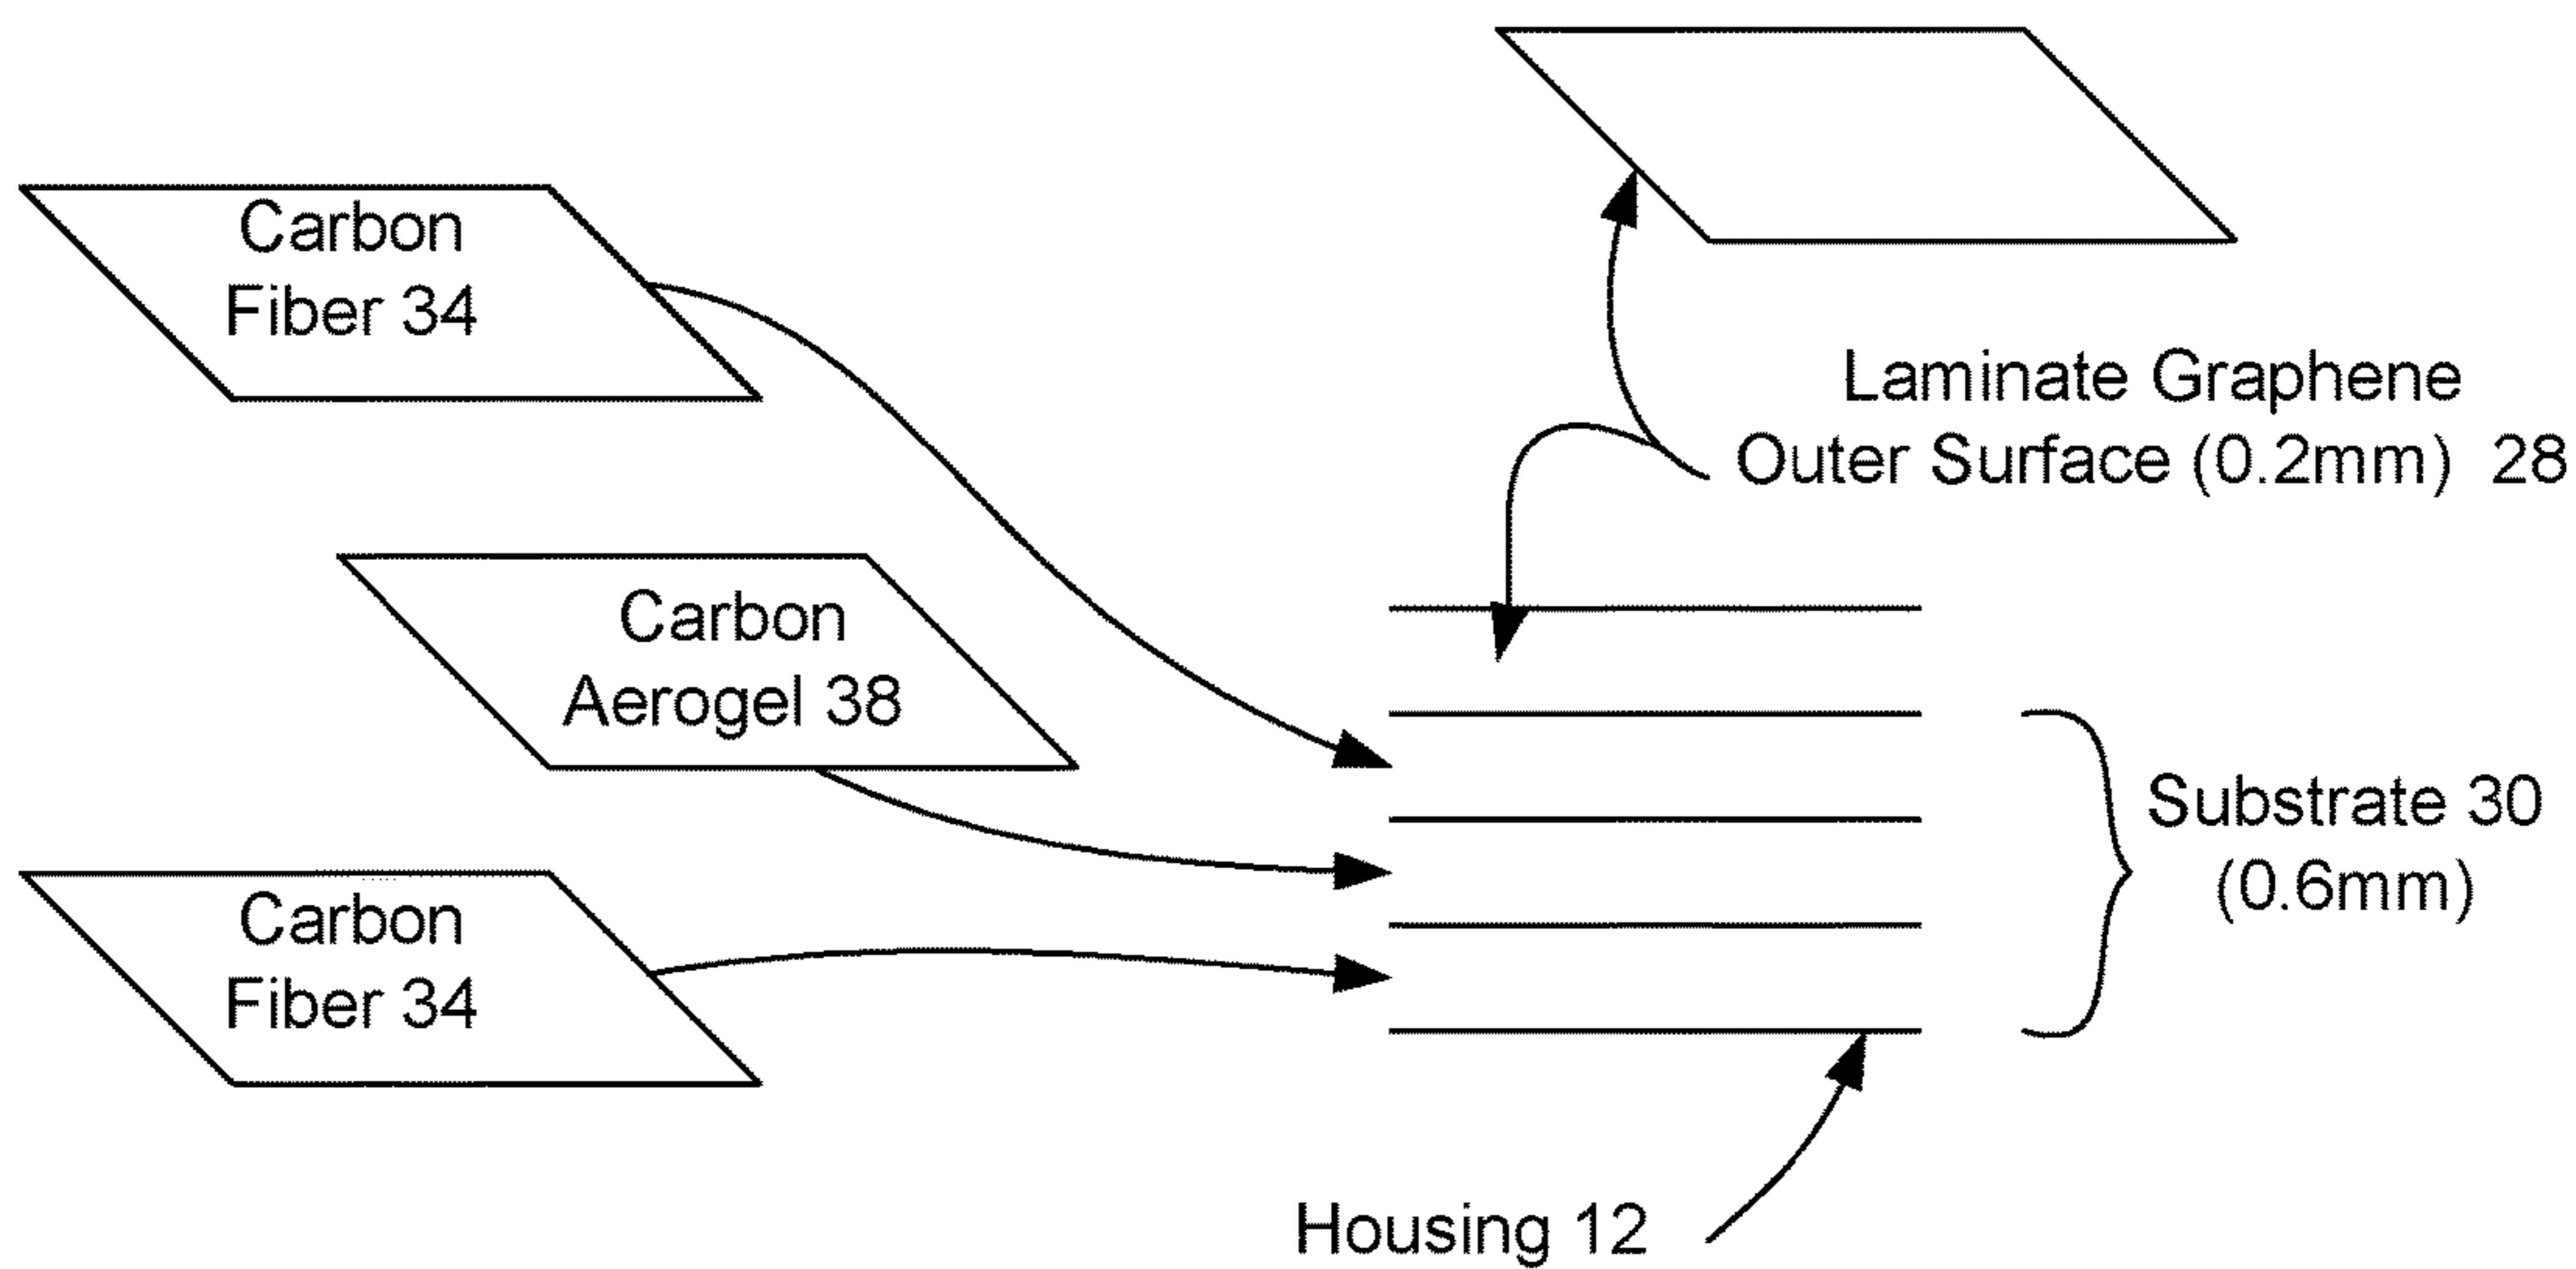 Carbon
Fiber 34
Laminate Graphene
Outer Surface (0.2mm) 28
Carbon
Aerogel 38
Substrate 30
(0.6mm)
Carbon
Fiber 34
Housing 12